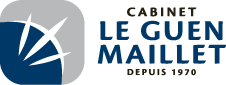 CABINET
LE GUEN
MAILLET
DEPUIS 1970